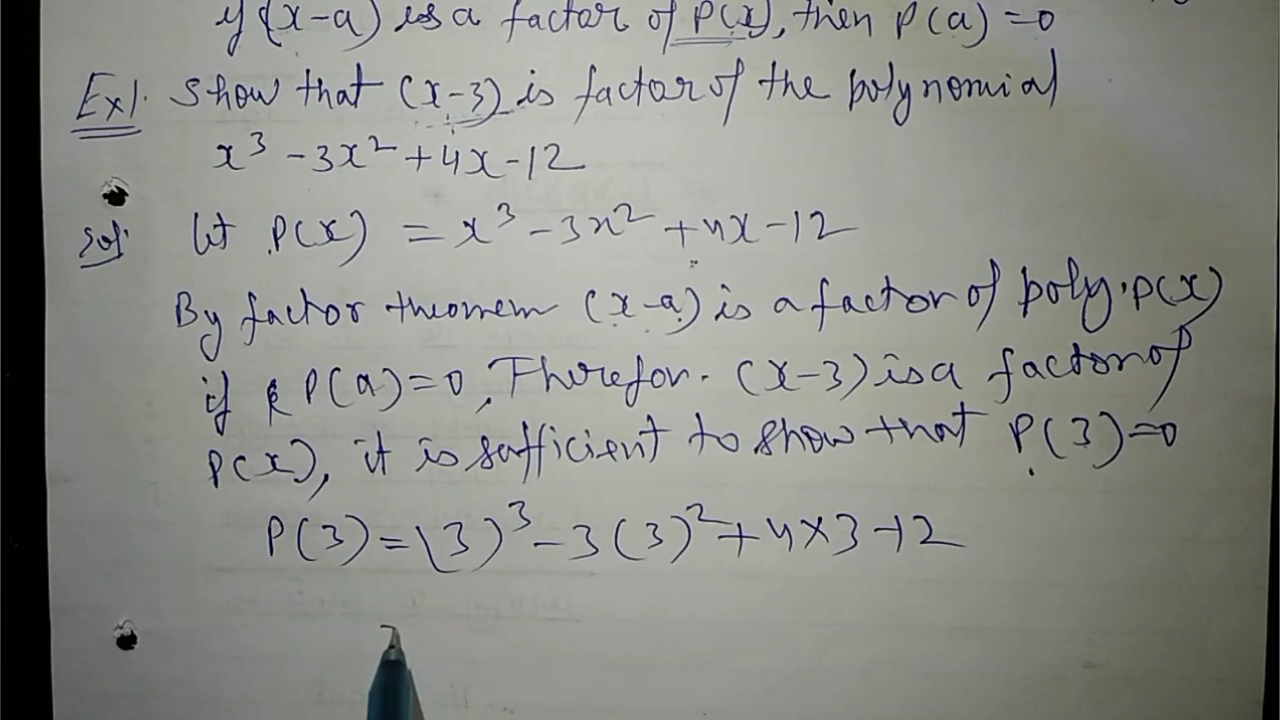 if (x-a) is a factor of P(x), then P(a) = 0
Ex1. Show that (x-3) is factor of the polynomial
x³ - 3x² + 4x - 12
Sol. let P(x) = x³ - 3x² + 4x - 12
By factor theorem (x-a) is a factor of poly. P(x)
if P(a) = 0, Therefor. (x-3) is a factor of
P(x), it is sufficient to show that P(3) = 0
P(3) = (3)³ - 3(3)² + 4×3 - 12